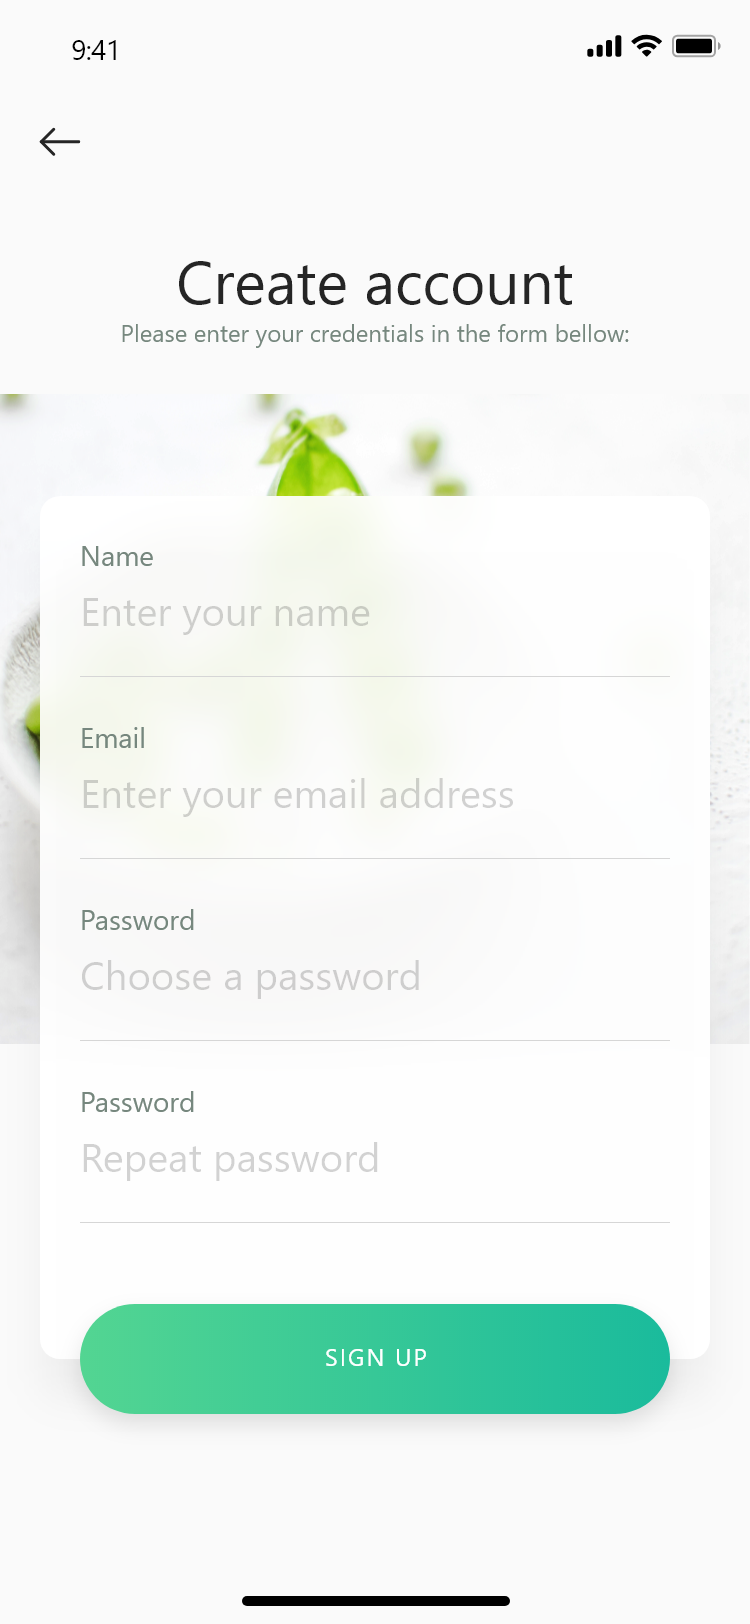 9:41
Create account
Please enter your credentials in the form bellow:
Name
Enter your name
Email
Enter your email address
Password
Choose a password
Password
Repeat password
SIGN UP